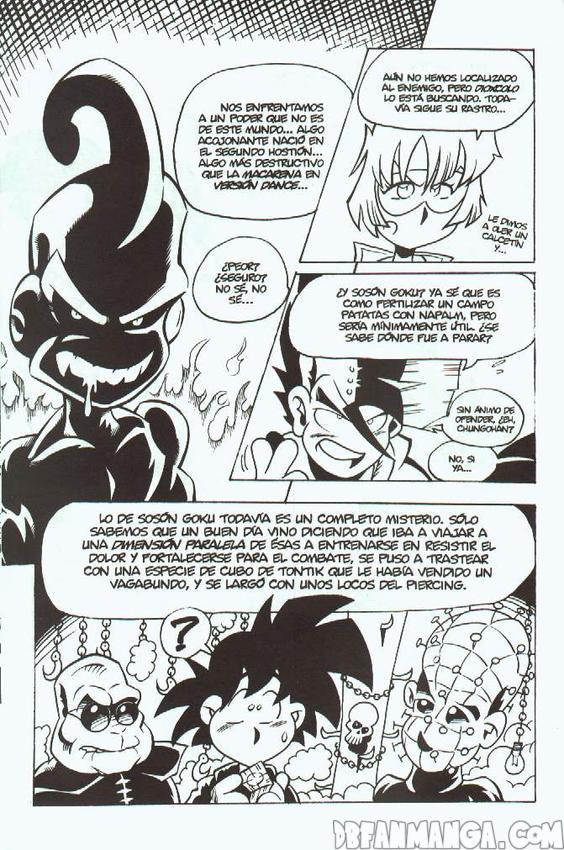 NOS ENFRENTAMOS
A UN PODER QUE NO ES
DE ESTE MUNDO... ALGO
ACOJONANTE NACIÓ EN
EL SEGUNDO HOSTIÓN...
ALGO MÁS DESTRUCTIVO
QUE LA MACARENA EN
VERSIÓN DANCE...
¿PEOR?
¿SEGURO?
NO SÉ, NO
SÉ...
AÚN NO HEMOS LOCALIZADO
AL ENEMIGO, PERO DIOXCOLO
LO ESTÁ BUSCANDO. TODA-
VÍA SIGUE SU RASTRO...
LE DIMOS
A OLER UN
CALCETÍN
Y...
¿Y SOSÓN GOKU? YA SÉ QUE ES
COMO FERTILIZAR UN CAMPO
PATATAS CON NAPALM, PERO
SERÍA MÍNIMAMENTE ÚTIL. ¿SE
SABE DÓNDE FUE A PARAR?
SIN ÁNIMO DE
OFENDER, ¿EH,
CHUNGOHAN?
NO, SI
YA...
LO DE SOSÓN GOKU TODAVÍA ES UN COMPLETO MISTERIO. SÓLO
SABEMOS QUE UN BUEN DÍA VINO DICIENDO QUE IBA A VIAJAR A
UNA DIMENSIÓN PARALELA DE ÉSAS A ENTRENARSE EN RESISTIR EL
DOLOR Y FORTALECERSE PARA EL COMBATE, SE PUSO A TRASTEAR
CON UNA ESPECIE DE CUBO DE TONTIK QUE LE HABÍA VENDIDO UN
VAGABUNDO, Y SE LARGÓ CON UNOS LOCOS DEL PIERCING.
?
DBFANMANGA.COM